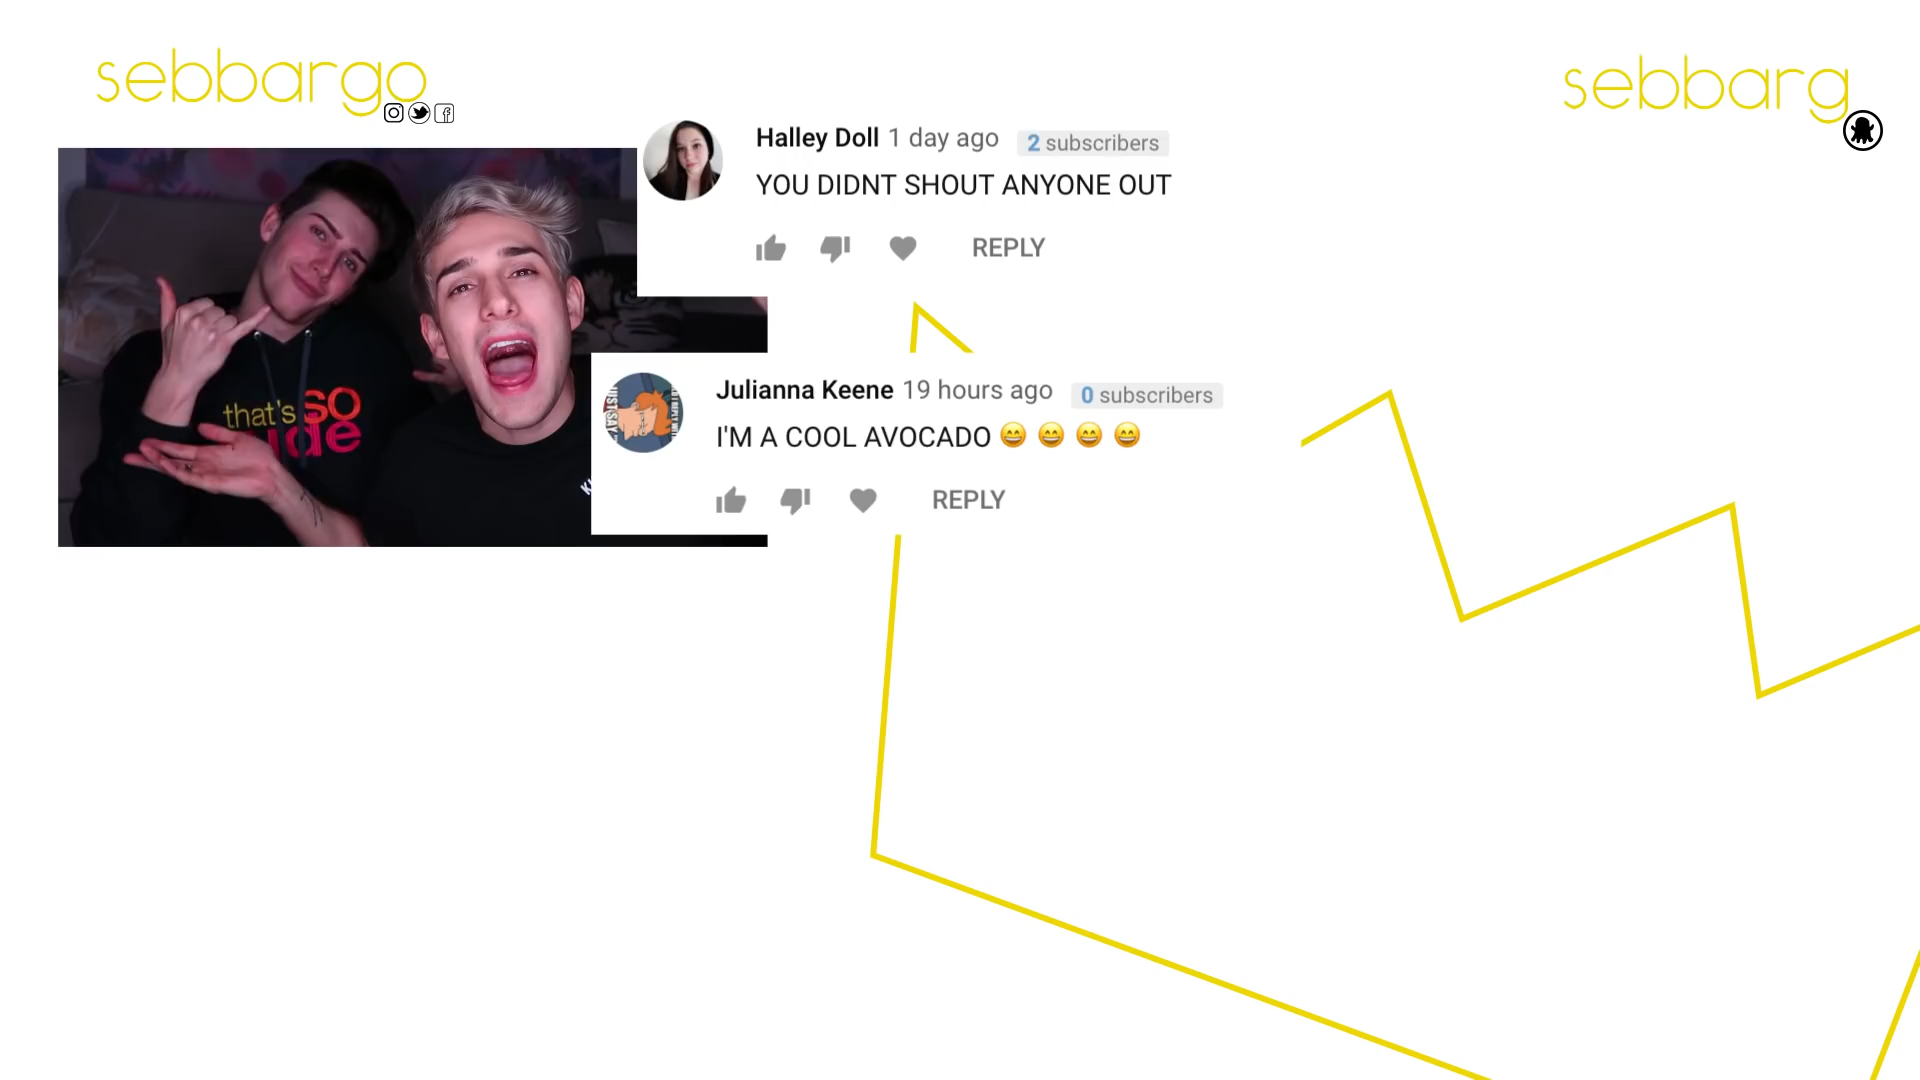 sebbargo
sebbarg
Halley Doll 1 day ago 2 subscribers
YOU DIDNT SHOUT ANYONE OUT
REPLY
that's so
Julianna Keene 19 hours ago 0 subscribers
I'M A COOL AVOCADO 😄 😄 😄 😄
REPLY